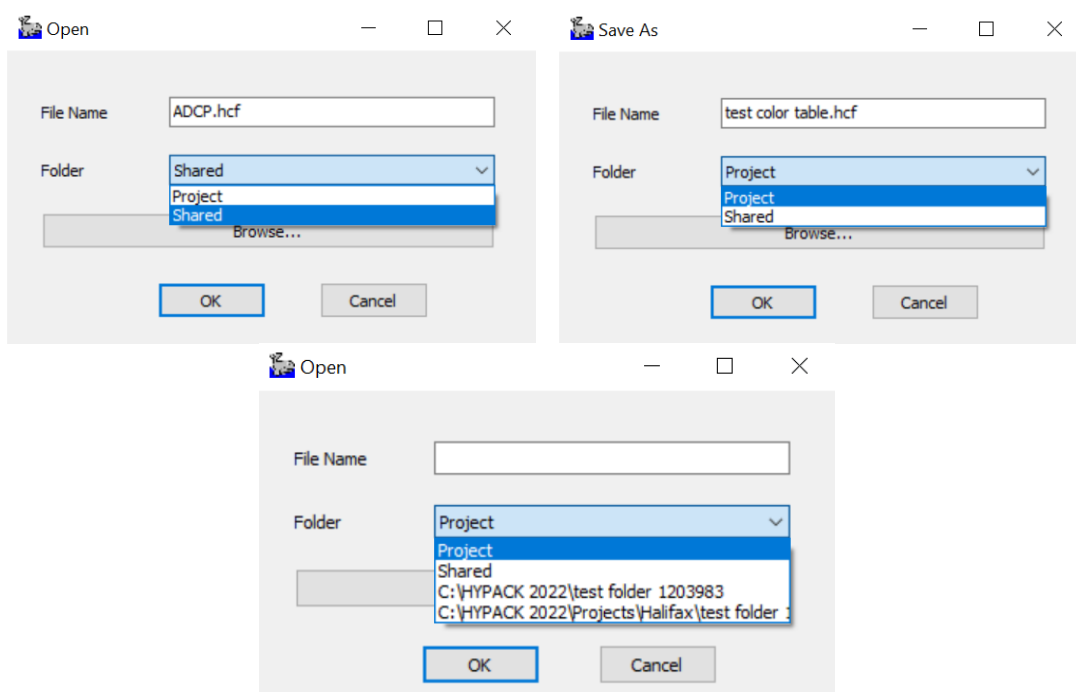 Open
File Name ADCP.hcf
Folder Shared
Project
Shared
Browse...
OK Cancel
Save As
File Name test color table.hcf
Folder Project
Project
Shared
Browse...
OK Cancel
Open
File Name
Folder Project
Project
Shared
C:\HYPACK 2022\test folder 1203983
C:\HYPACK 2022\Projects\Halifax\test folder
OK Cancel